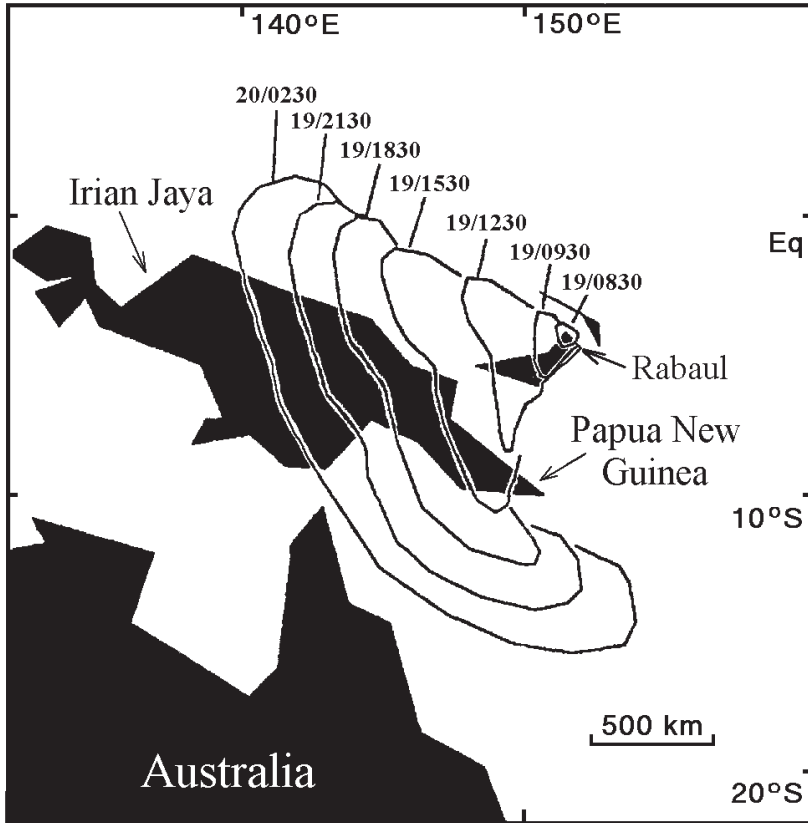 140°E
150°E
20/0230
19/2130
19/1830
19/1530
Irian Jaya
19/1230
Eq
19/0930
19/0830
Rabaul
Papua New
Guinea
10°S
500 km
Australia
20°S